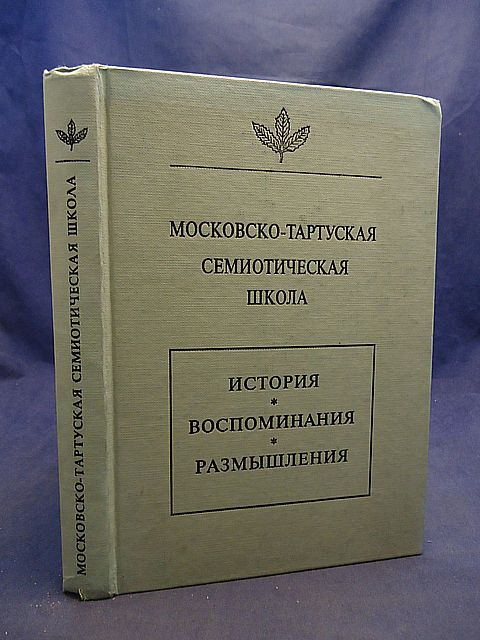 МОСКОВСКО-ТАРТУСКАЯ СЕМИОТИЧЕСКАЯ ШКОЛА
МОСКОВСКО-ТАРТУСКАЯ
СЕМИОТИЧЕСКАЯ
ШКОЛА
ИСТОРИЯ
*
ВОСПОМИНАНИЯ
*
РАЗМЫШЛЕНИЯ